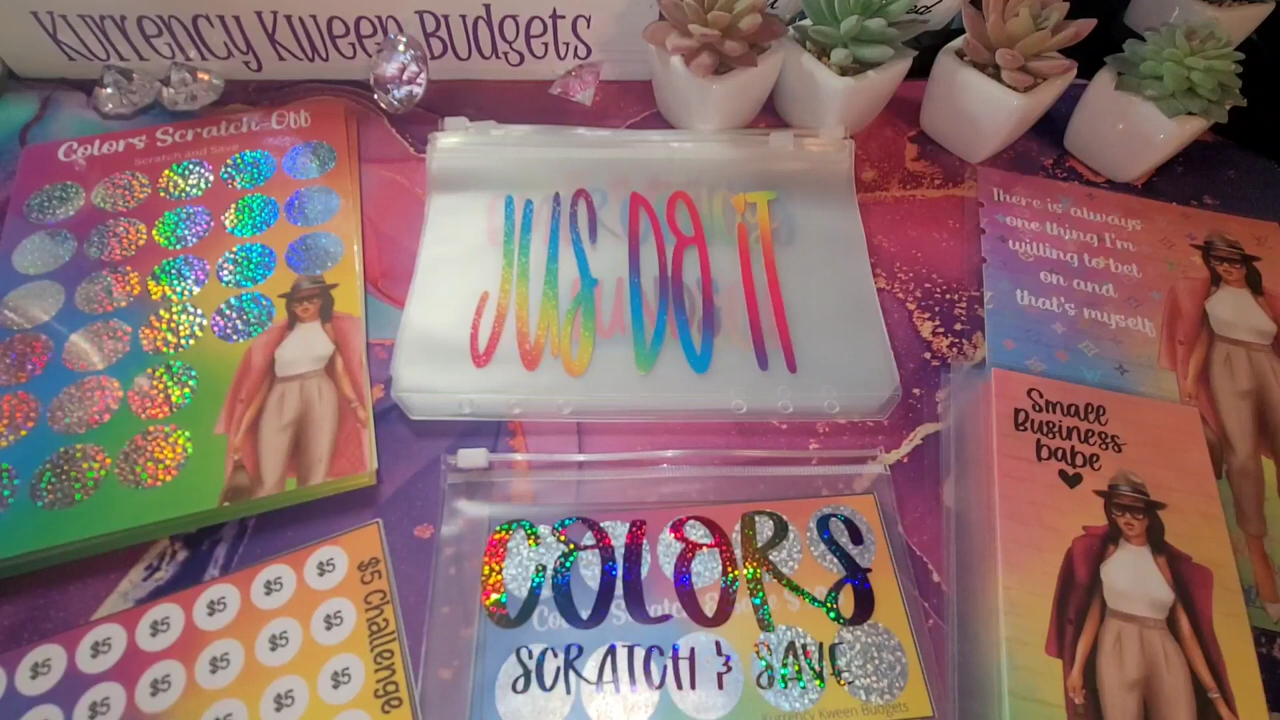 Kurrency Kween Budgets
Colors Scratch-Off
Scratch and Save
JUS DO iT
There is always
one thing I'm
willing to bet
on and
that's myself
Small
Business
babe
COLORS
SCRATCH & SAVE
Kurrency Kween Budgets
$5 Challenge
$5 $5 $5 $5 $5 $5
$5 $5 $5 $5 $5
$5 $5 $5